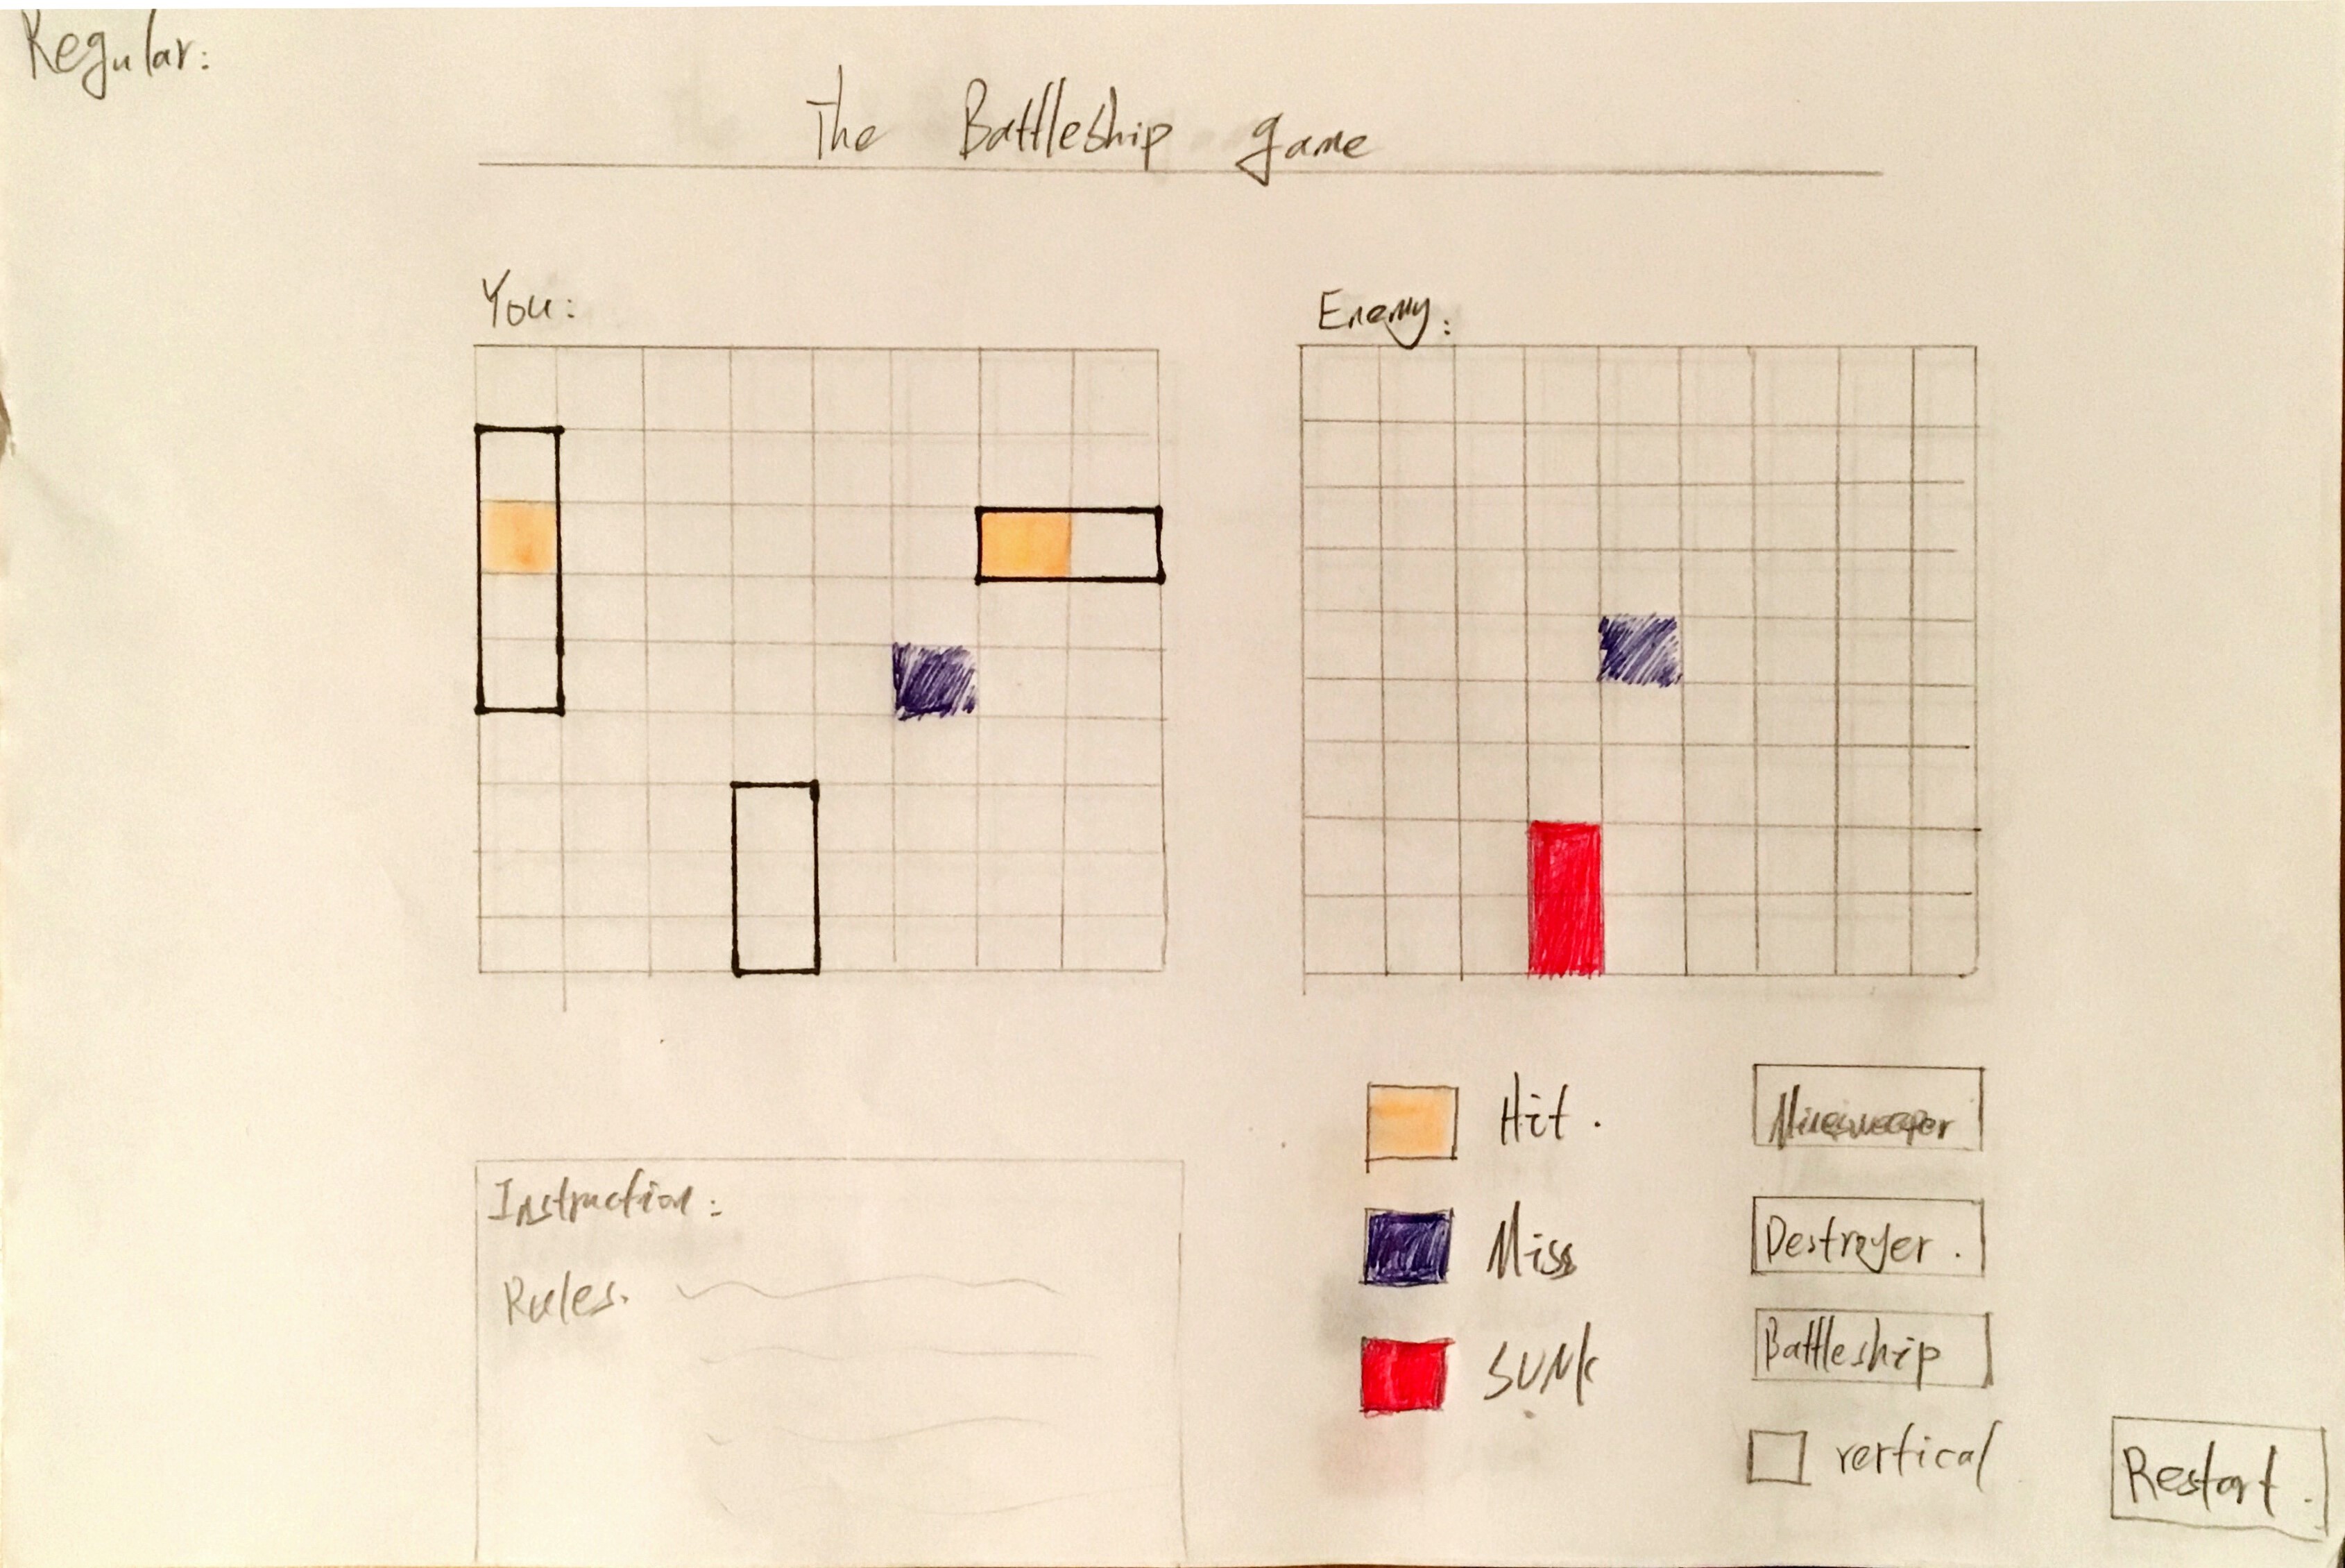 Regular:
The Battleship game
You:
Enemy:
Hit.
Minesweeper
Instruction:
Miss
Destroyer.
Rules.
SUNK
Battleship
vertical
Restart.